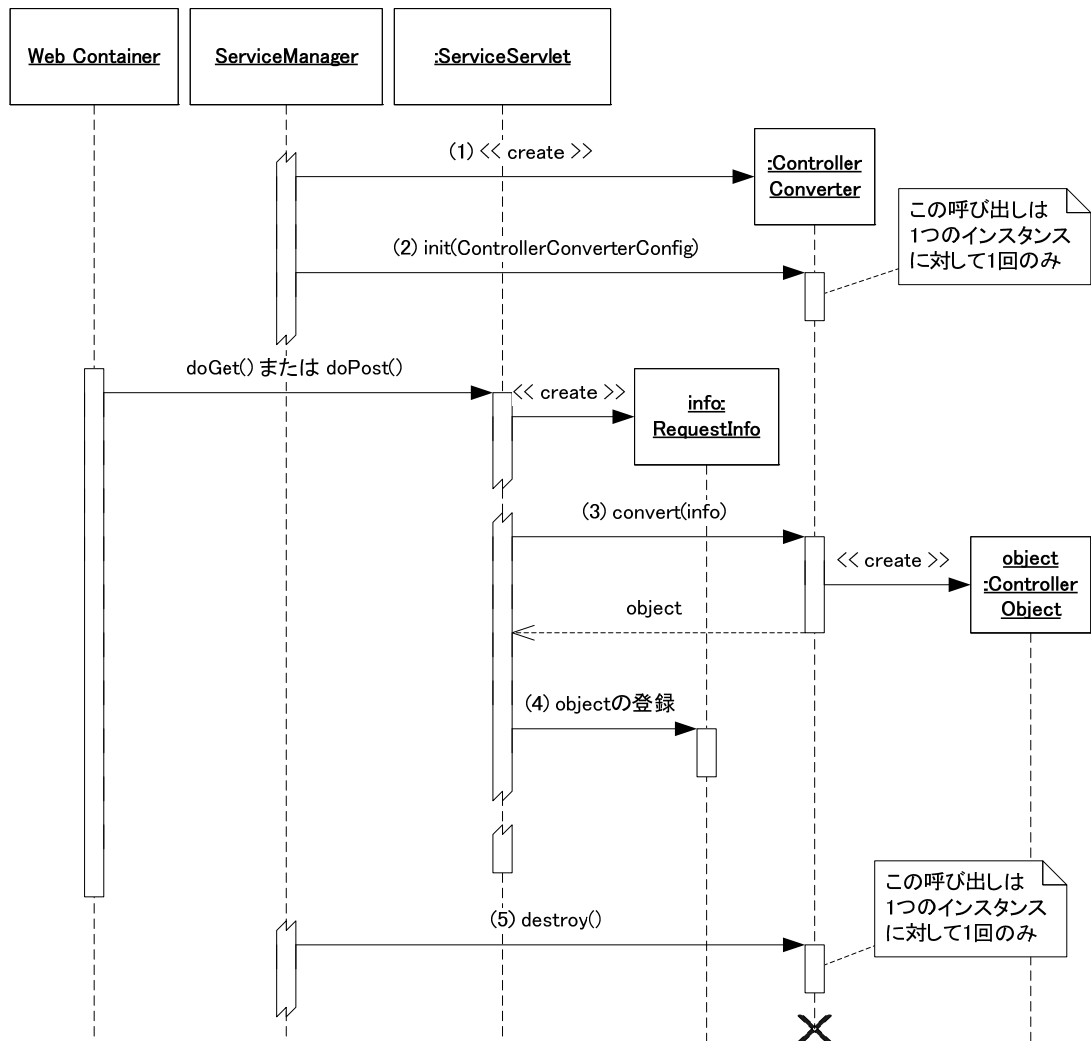 Web Container
ServiceManager
:ServiceServlet
(1) << create >>
:Controller
Converter
この呼び出しは
1つのインスタンス
に対して1回のみ
(2) init(ControllerConverterConfig)
doGet() または doPost()
<< create >>
info:
RequestInfo
(3) convert(info)
<< create >>
object
:Controller
Object
object
(4) objectの登録
この呼び出しは
1つのインスタンス
に対して1回のみ
(5) destroy()